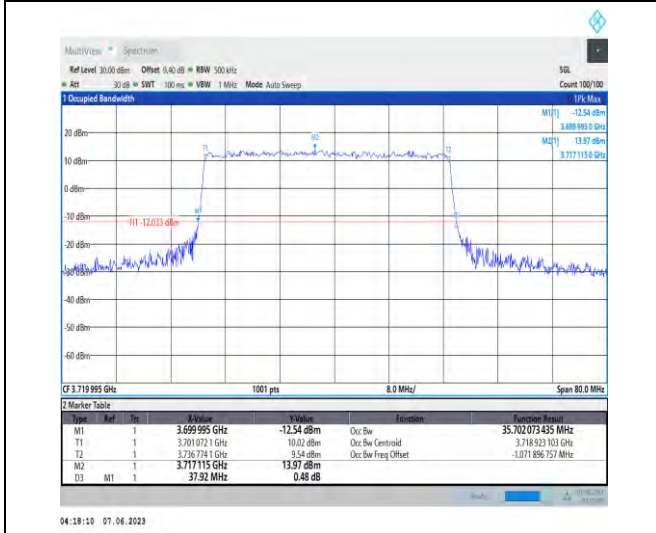 MultiView Spectrum
Ref Level 30.00 dBm Offset 9.40 dB RBW 500 kHz SGL
Att 30 dB SWT 100 ms VBW 1 MHz Mode Auto Sweep Count 100/100
1 Occupied Bandwidth 1Pk Max
M1[1] -12.54 dBm
3.699 995 0 GHz
M2[1] 13.97 dBm
3.717 115 0 GHz
20 dBm
M2
T1
T2
10 dBm
0 dBm
-10 dBm
M1
H1 -12.033 dBm
-20 dBm
-30 dBm
-40 dBm
-50 dBm
-60 dBm
CF 3.719 995 GHz 1001 pts 8.0 MHz/ Span 80.0 MHz
2 Marker Table
Type Ref Trc X-Value Y-Value Function Function Result
M1 1 3.699 995 GHz -12.54 dBm Occ Bw 35.702 073 435 MHz
T1 1 3.701 072 1 GHz 10.02 dBm Occ Bw Centroid 3.718 923 103 GHz
T2 1 3.736 774 1 GHz 9.54 dBm Occ Bw Freq Offset -1.071 896 757 MHz
M2 1 3.717 115 GHz 13.97 dBm
D3 M1 1 37.92 MHz 0.48 dB
04:18:10 07.06.2023